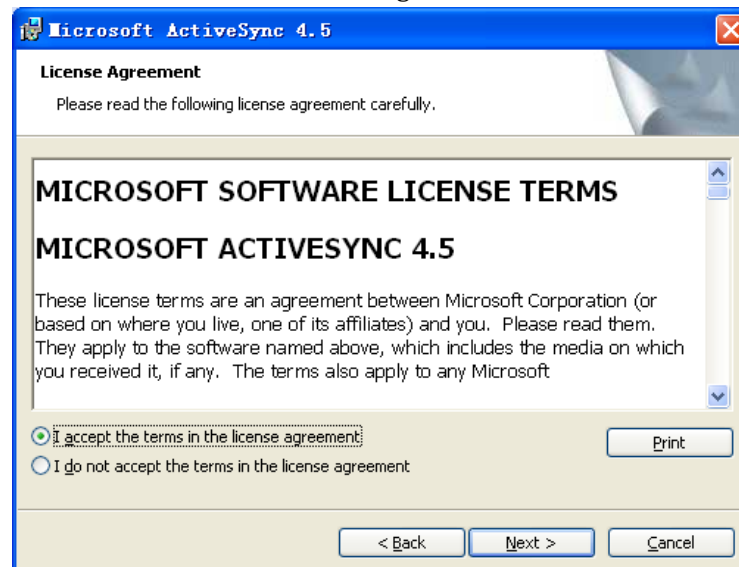 Microsoft ActiveSync 4.5
License Agreement
Please read the following license agreement carefully.
MICROSOFT SOFTWARE LICENSE TERMS
MICROSOFT ACTIVESYNC 4.5
These license terms are an agreement between Microsoft Corporation (or
based on where you live, one of its affiliates) and you.  Please read them.
They apply to the software named above, which includes the media on which
you received it, if any.  The terms also apply to any Microsoft
I accept the terms in the license agreement
Print
I do not accept the terms in the license agreement
< Back
Next >
Cancel